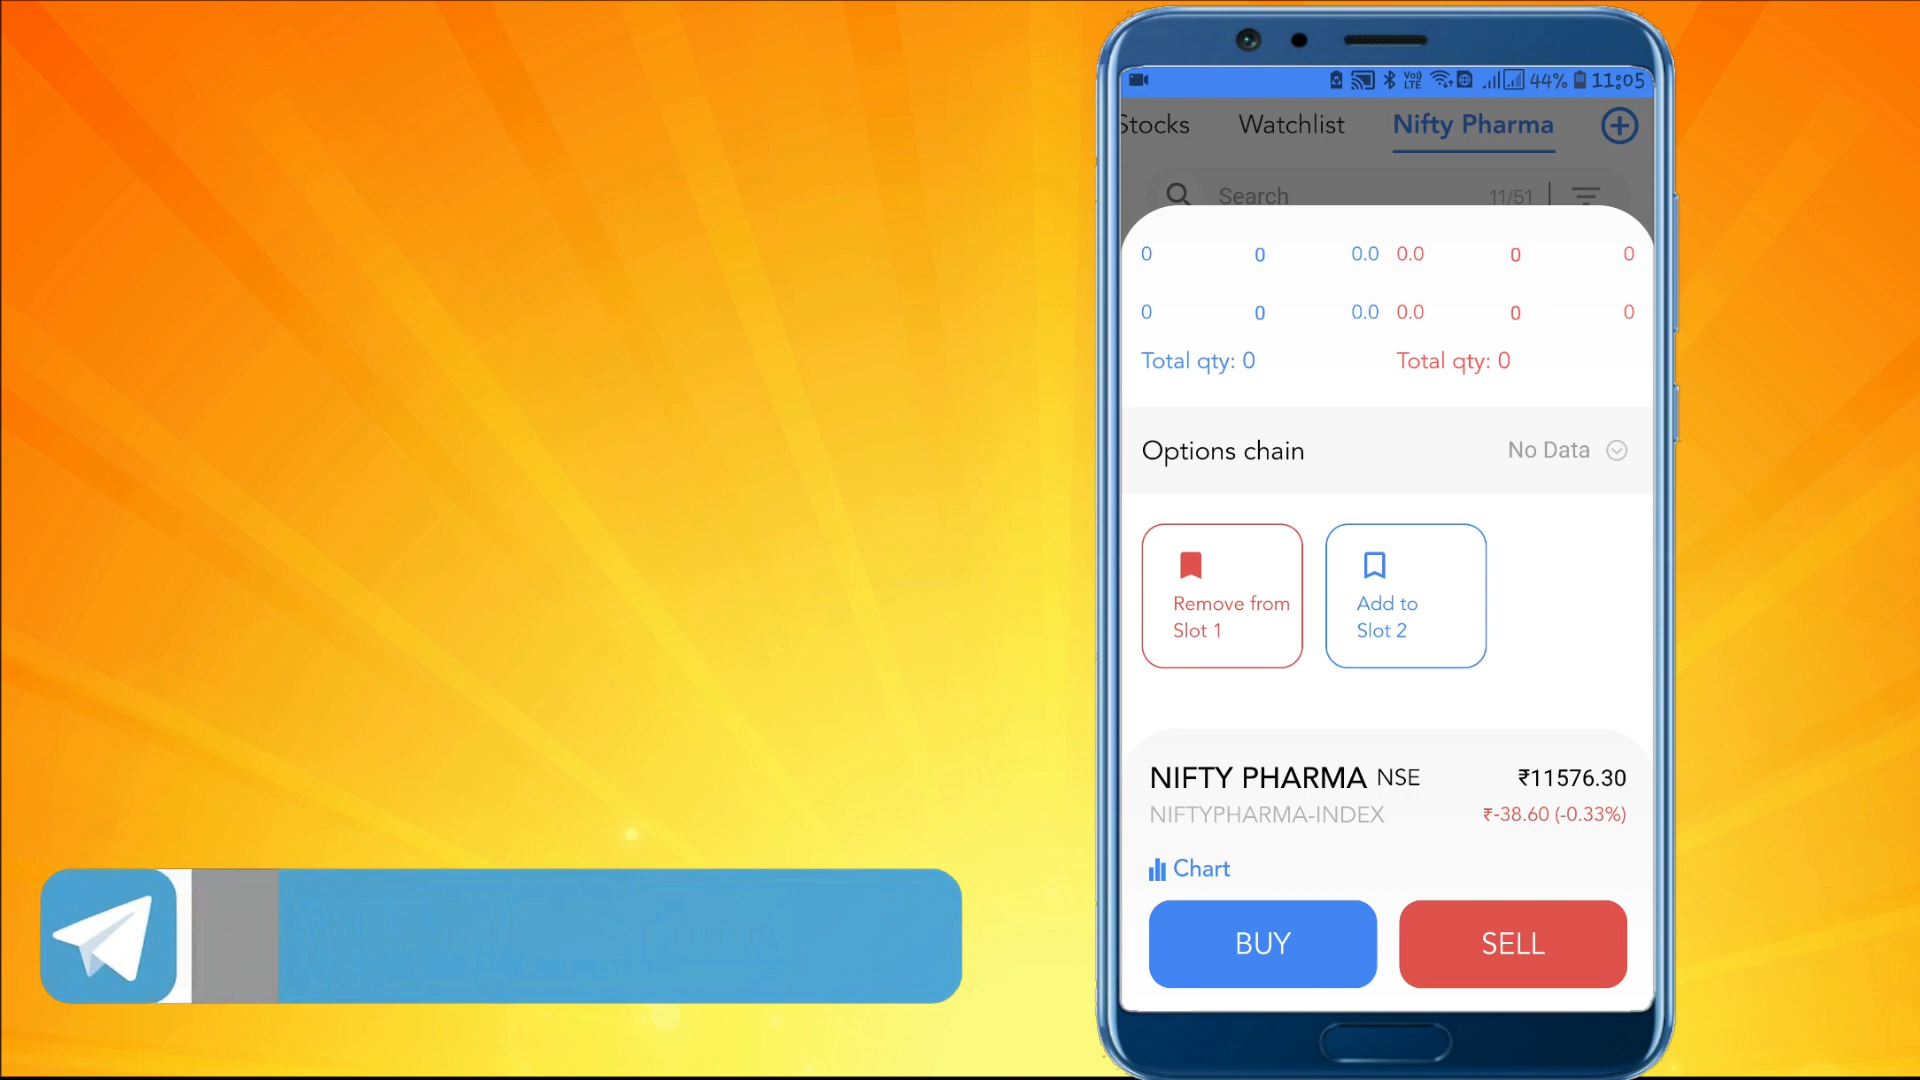 VoLTE 44% 11:05
Stocks Watchlist Nifty Pharma
Search 11/51
0 0 0.0 0.0 0 0
0 0 0.0 0.0 0 0
Total qty: 0 Total qty: 0
Options chain No Data
Remove from Slot 1
Add to Slot 2
NIFTY PHARMA NSE ₹11576.30
NIFTYPHARMA-INDEX ₹-38.60 (-0.33%)
Chart
BUY SELL